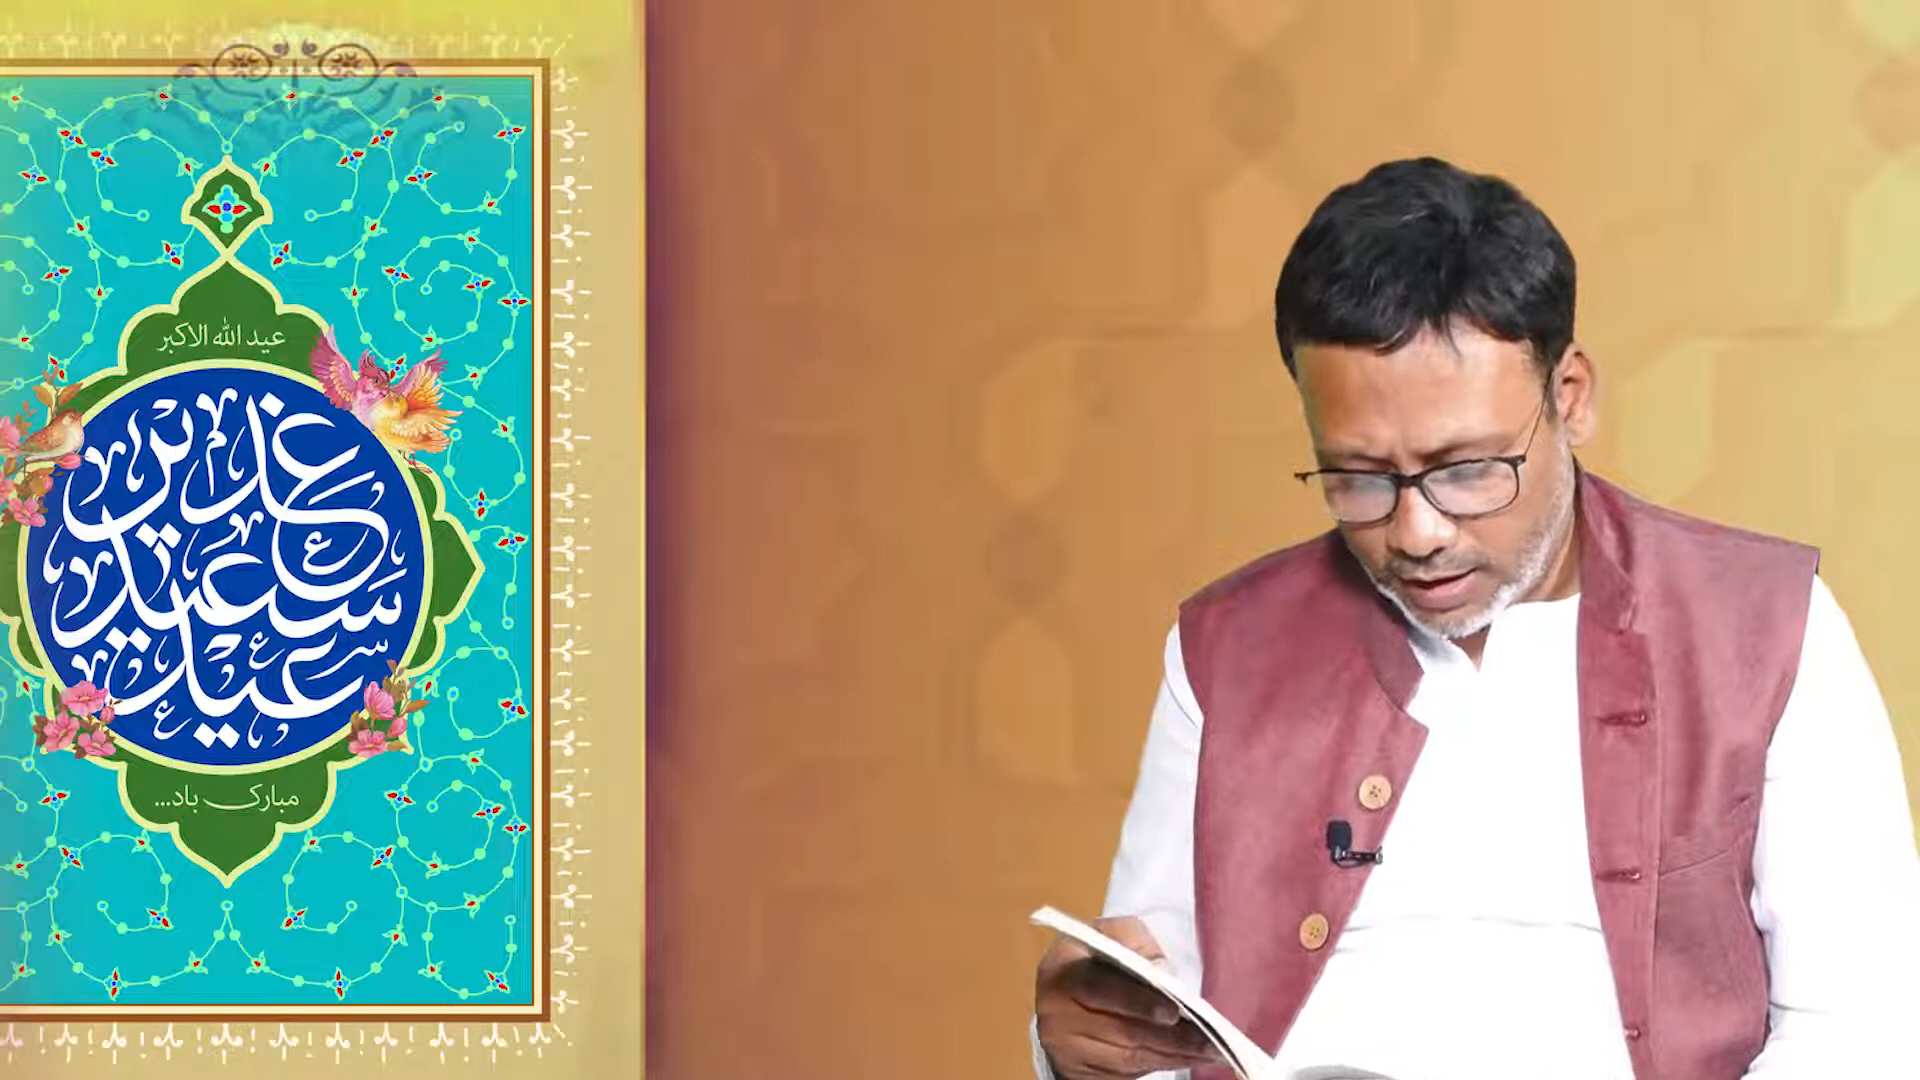 عید الله الاکبر
عید سعید غدیر
مبارک باد...